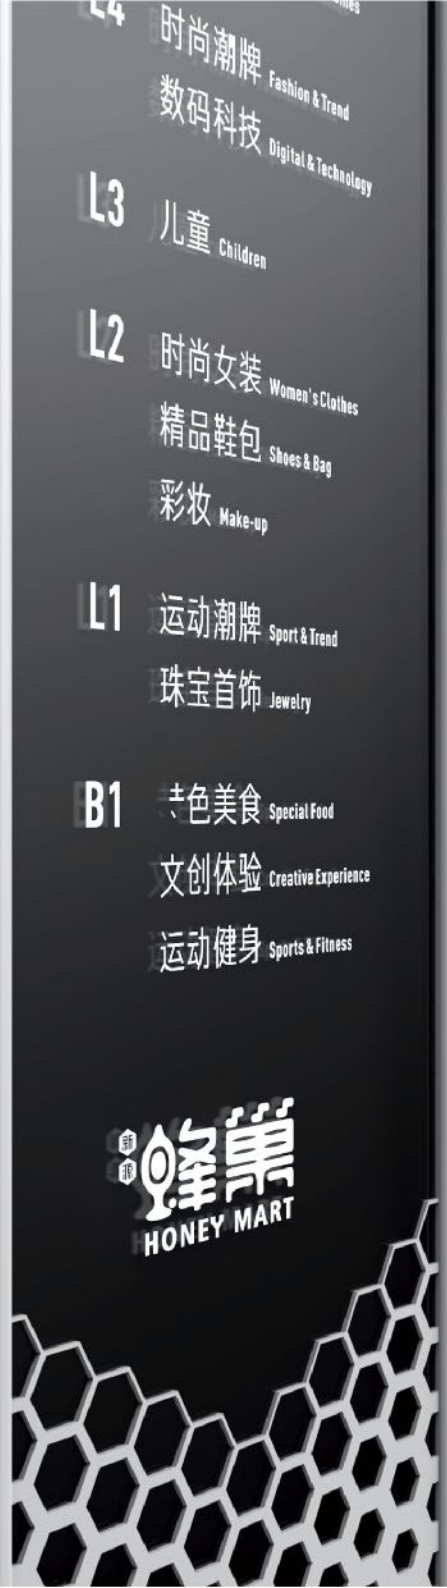 L4
时尚潮牌 Fashion & Trend
数码科技 Digital & Technology
L3 儿童 Children
L2 时尚女装 Women's Clothes
精品鞋包 Shoes & Bag
彩妆 Make-up
L1 运动潮牌 Sport & Trend
珠宝首饰 Jewelry
B1 色美食 Special Food
文创体验 Creative Experience
运动健身 Sports & Fitness
新源 蜂巢
HONEY MART